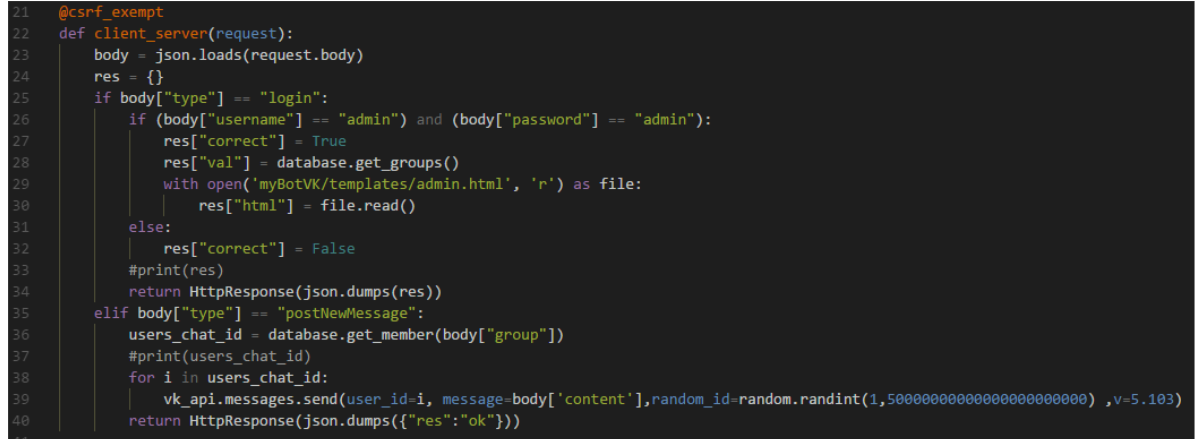 21 @csrf_exempt
22 def client_server(request):
23     body = json.loads(request.body)
24     res = {}
25     if body["type"] == "login":
26         if (body["username"] == "admin") and (body["password"] == "admin"):
27             res["correct"] = True
28             res["val"] = database.get_groups()
29             with open('myBotVK/templates/admin.html', 'r') as file:
30                 res["html"] = file.read()
31         else:
32             res["correct"] = False
33         #print(res)
34         return HttpResponse(json.dumps(res))
35     elif body["type"] == "postNewMessage":
36         users_chat_id = database.get_member(body["group"])
37         #print(users_chat_id)
38         for i in users_chat_id:
39             vk_api.messages.send(user_id=i, message=body['content'],random_id=random.randint(1,50000000000000000000000) ,v=5.103)
40         return HttpResponse(json.dumps({"res":"ok"}))